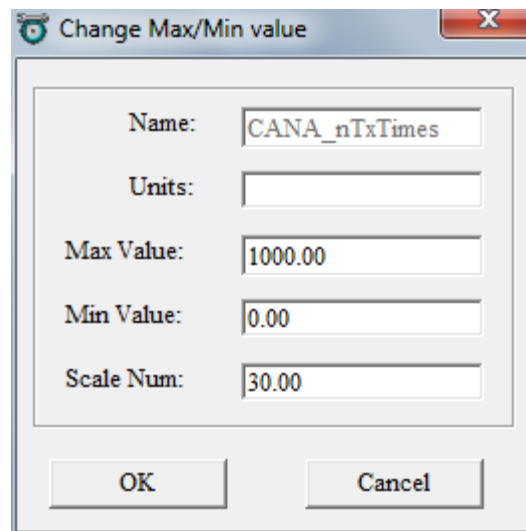 Change Max/Min value
Name: CANA_nTxTimes
Units:
Max Value: 1000.00
Min Value: 0.00
Scale Num: 30.00
OK Cancel